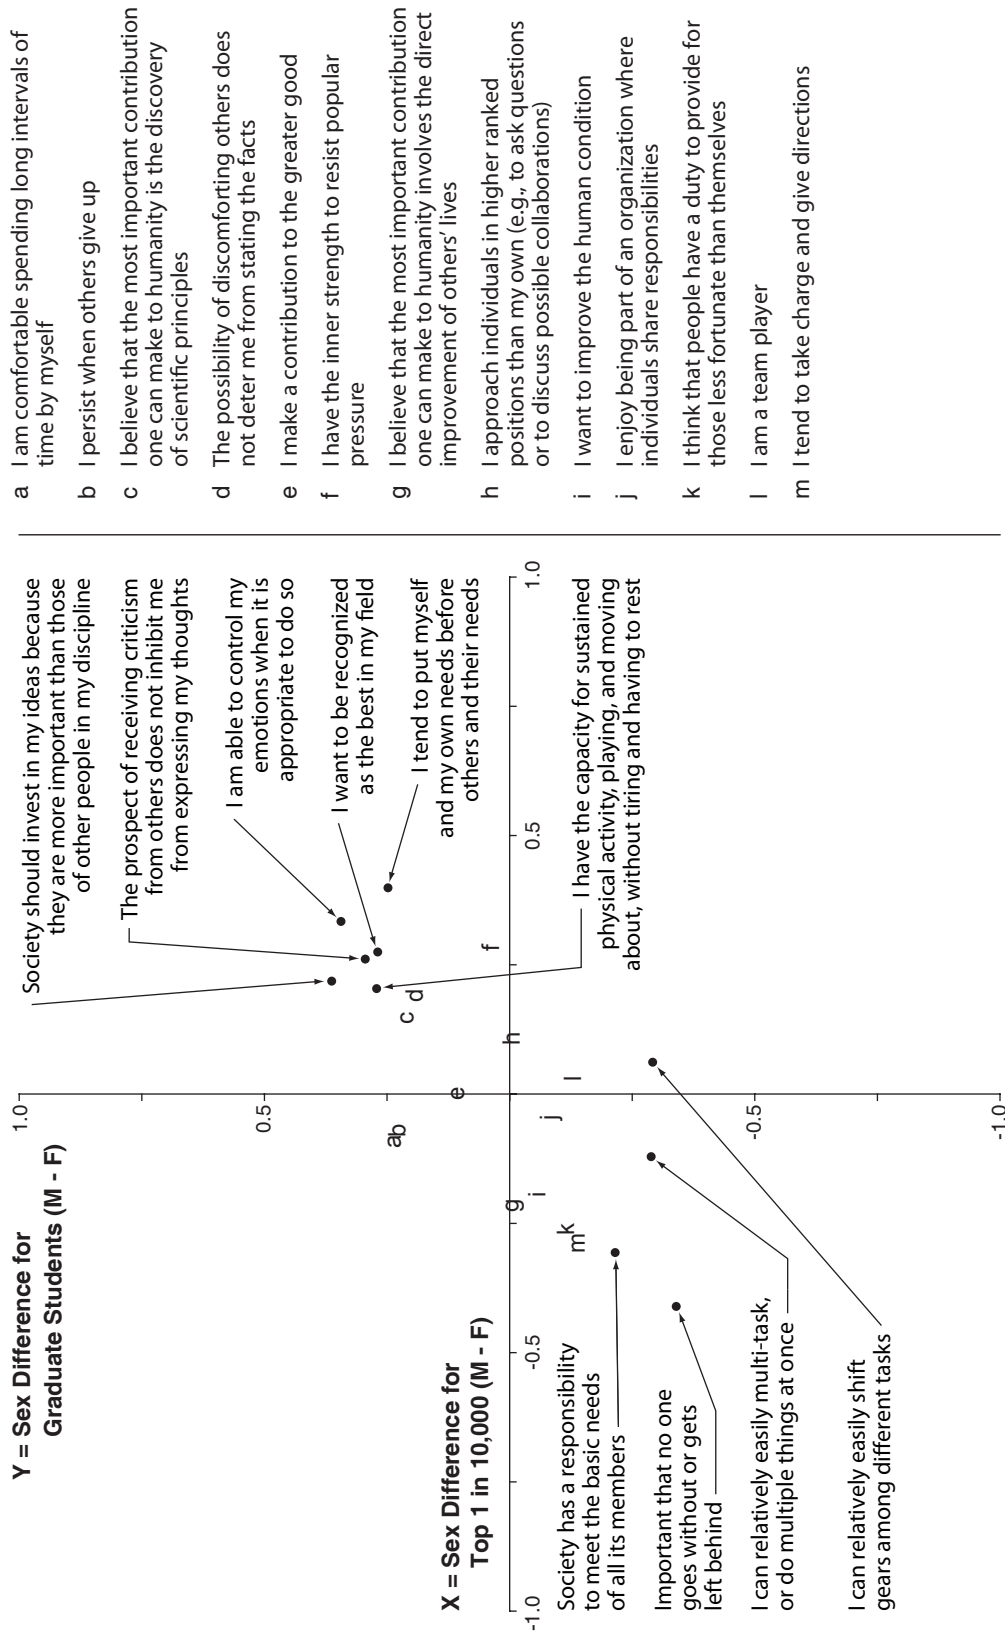 Y = Sex Difference for
Graduate Students (M - F)
1.0
0.5
-0.5
-1.0
X = Sex Difference for
Top 1 in 10,000 (M - F)
-1.0
-0.5
0.5
1.0
Society should invest in my ideas because
they are more important than those
of other people in my discipline
The prospect of receiving criticism
from others does not inhibit me
from expressing my thoughts
I am able to control my
emotions when it is
appropriate to do so
I want to be recognized
as the best in my field
I tend to put myself
and my own needs before
others and their needs
I have the capacity for sustained
physical activity, playing, and moving
about, without tiring and having to rest
Society has a responsibility
to meet the basic needs
of all its members
Important that no one
goes without or gets
left behind
I can relatively easily multi-task,
or do multiple things at once
I can relatively easily shift
gears among different tasks
a
b
c
d
e
f
g
h
i
j
k
l
m
a I am comfortable spending long intervals of
time by myself
b I persist when others give up
c I believe that the most important contribution
one can make to humanity is the discovery
of scientific principles
d The possibility of discomforting others does
not deter me from stating the facts
e I make a contribution to the greater good
f I have the inner strength to resist popular
pressure
g I believe that the most important contribution
one can make to humanity involves the direct
improvement of others' lives
h I approach individuals in higher ranked
positions than my own (e.g., to ask questions
or to discuss possible collaborations)
i I want to improve the human condition
j I enjoy being part of an organization where
individuals share responsibilities
k I think that people have a duty to provide for
those less fortunate than themselves
l I am a team player
m I tend to take charge and give directions